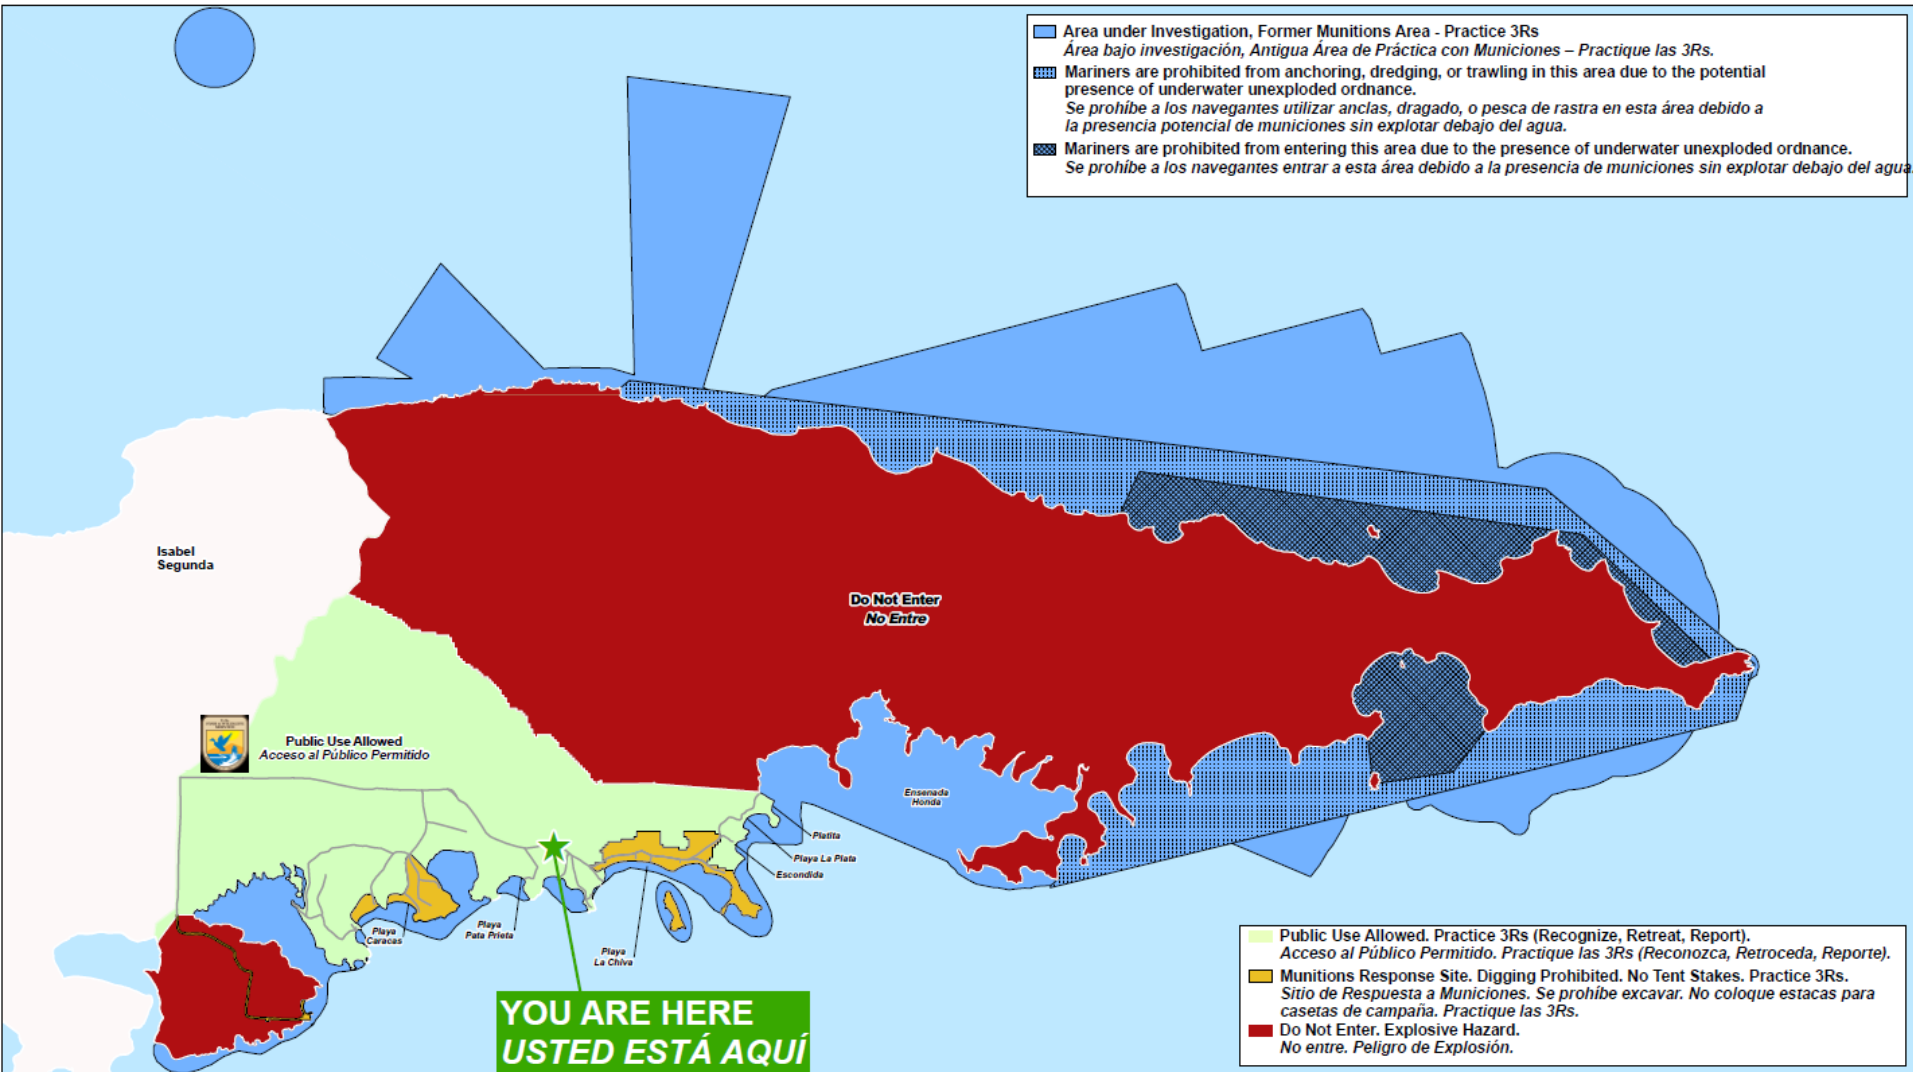 Area under Investigation, Former Munitions Area - Practice 3Rs
Área bajo investigación, Antigua Área de Práctica con Municiones – Practique las 3Rs.
Mariners are prohibited from anchoring, dredging, or trawling in this area due to the potential
presence of underwater unexploded ordnance.
Se prohíbe a los navegantes utilizar anclas, dragado, o pesca de rastra en esta área debido a
la presencia potencial de municiones sin explotar debajo del agua.
Mariners are prohibited from entering this area due to the presence of underwater unexploded ordnance.
Se prohíbe a los navegantes entrar a esta área debido a la presencia de municiones sin explotar debajo del agua.
Isabel
Segunda
Do Not Enter
No Entre
Public Use Allowed
Acceso al Público Permitido
Ensenada
Honda
Platita
Playa La Plata
Escondida
Playa
Caracas
Playa
Pata Prieta
Playa
La Chiva
YOU ARE HERE
USTED ESTÁ AQUÍ
Public Use Allowed. Practice 3Rs (Recognize, Retreat, Report).
Acceso al Público Permitido. Practique las 3Rs (Reconozca, Retroceda, Reporte).
Munitions Response Site. Digging Prohibited. No Tent Stakes. Practice 3Rs.
Sitio de Respuesta a Municiones. Se prohíbe excavar. No coloque estacas para
casetas de campaña. Practique las 3Rs.
Do Not Enter. Explosive Hazard.
No entre. Peligro de Explosión.